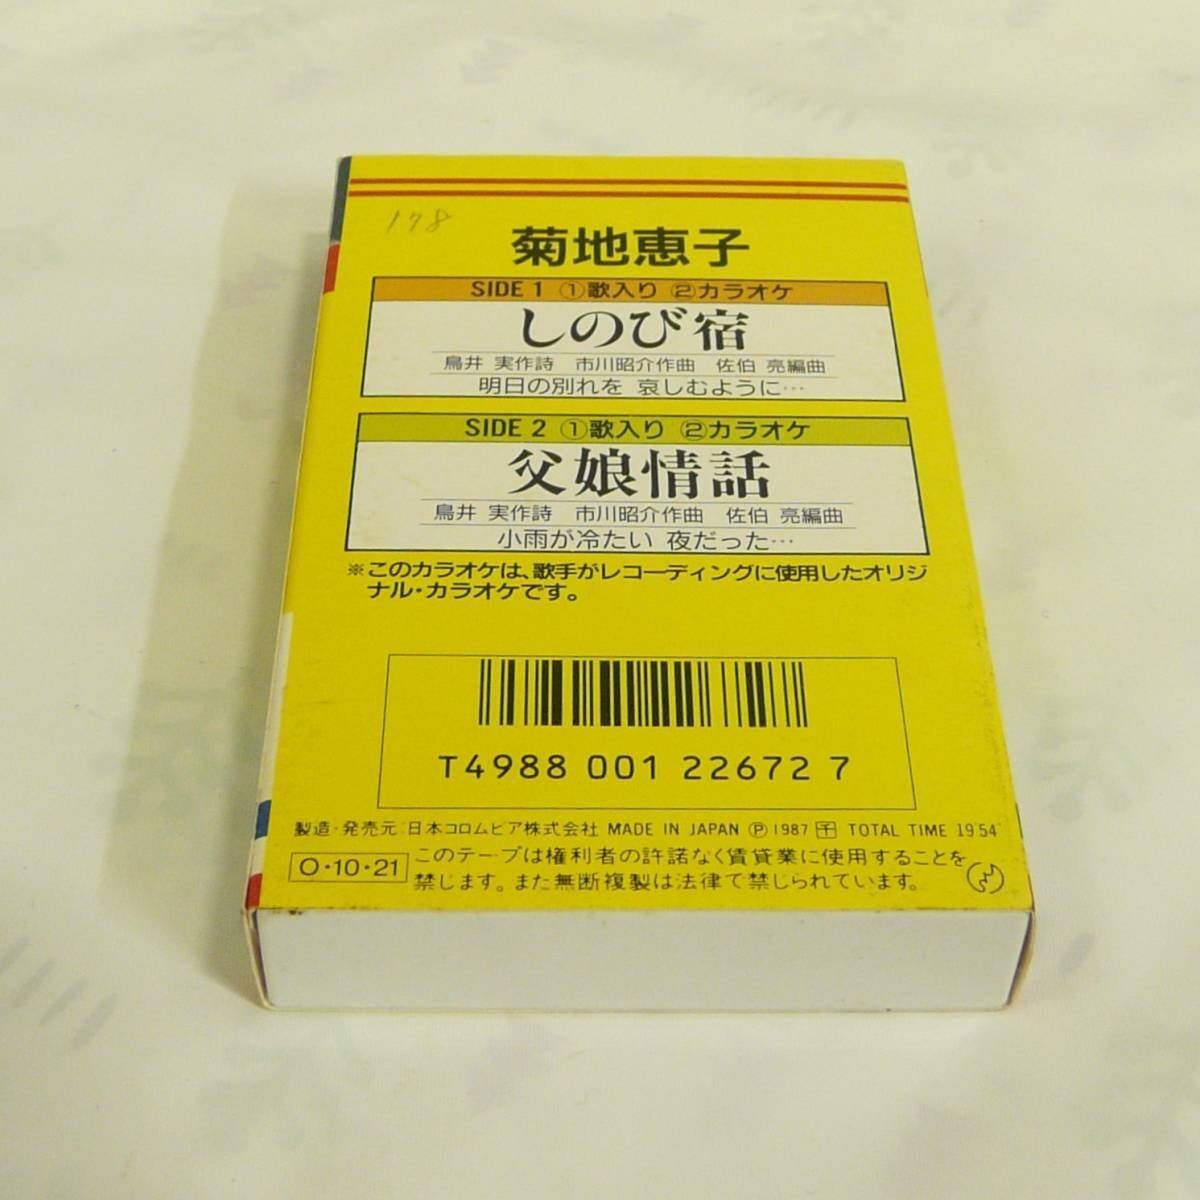 178
菊地恵子
SIDE 1 ①歌入り ②カラオケ
しのび宿
鳥井 実作詩 市川昭介作曲 佐伯 亮編曲
明日の別れを 哀しむように…
SIDE 2 ①歌入り ②カラオケ
父娘情話
鳥井 実作詩 市川昭介作曲 佐伯 亮編曲
小雨が冷たい 夜だった…
※このカラオケは、歌手がレコーディングに使用したオリジ
ナル・カラオケです。
T4988 001 22672 7
製造・発売元:日本コロムビア株式会社 MADE IN JAPAN Ⓟ1987 干 TOTAL TIME 19'54"
O・10・21
このテープは権利者の許諾なく賃貸業に使用することを
禁じます。また無断複製は法律で禁じられています。